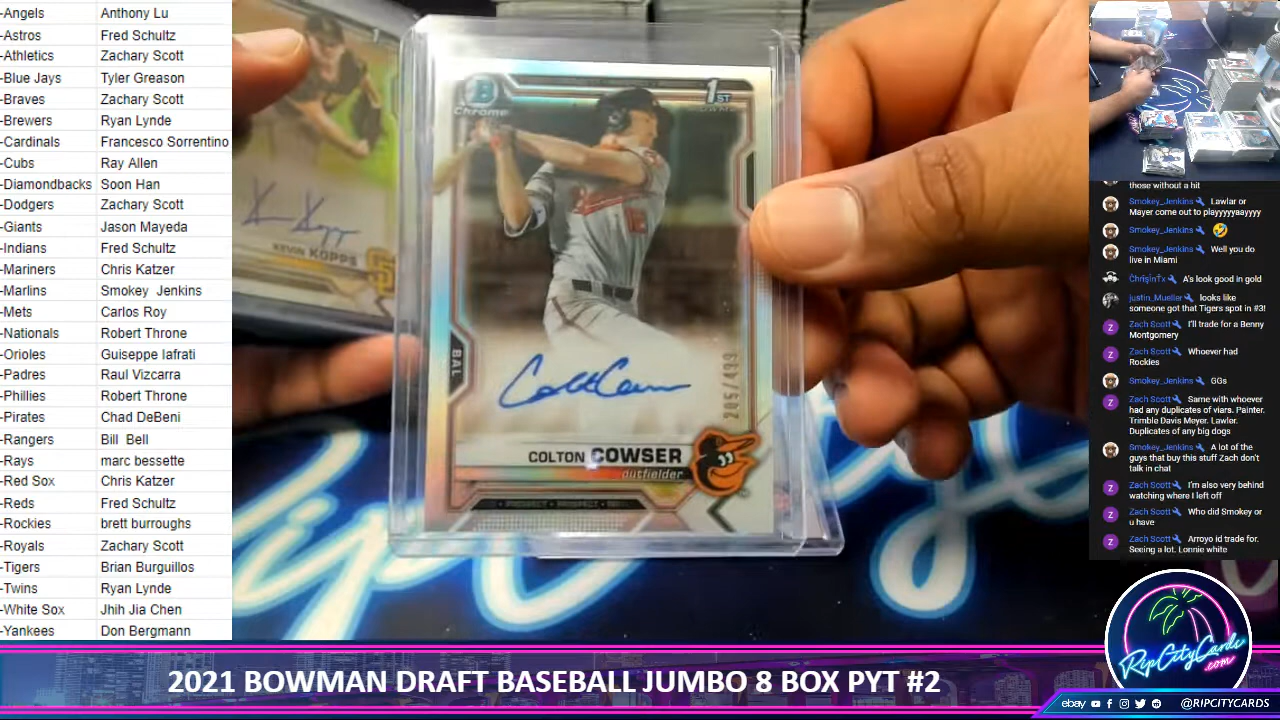 -Angels Anthony Lu
-Astros Fred Schultz
-Athletics Zachary Scott
-Blue Jays Tyler Greason
-Braves Zachary Scott
-Brewers Ryan Lynde
-Cardinals Francesco Sorrentino
-Cubs Ray Allen
-Diamondbacks Soon Han
-Dodgers Zachary Scott
-Giants Jason Mayeda
-Indians Fred Schultz
-Mariners Chris Katzer
-Marlins Smokey Jenkins
-Mets Carlos Roy
-Nationals Robert Throne
-Orioles Guiseppe Iafrati
-Padres Raul Vizcarra
-Phillies Robert Throne
-Pirates Chad DeBeni
-Rangers Bill Bell
-Rays marc bessette
-Red Sox Chris Katzer
-Reds Fred Schultz
-Rockies brett burroughs
-Royals Zachary Scott
-Tigers Brian Burguillos
-Twins Ryan Lynde
-White Sox Jhih Jia Chen
-Yankees Don Bergmann
KEVIN KOPPS
B
Chrome
1ST
BAL
205/499
COLTON COWSER
outfielder
those without a hit
Smokey_Jenkins Lawlar or
Mayer come out to playyyyyaayyy
Smokey_Jenkins 🤣
Smokey_Jenkins Well you do
live in Miami
A's look good in gold
justin_Mueller looks like
someone got that Tigers spot in #3!
Zach Scott I'll trade for a Benny
Montgomery
Zach Scott Whoever had
Rockies
Smokey_Jenkins GGs
Zach Scott Same with whoever
had any duplicates of viars. Painter.
Trimble Davis Meyer. Lawler.
Duplicates of any big dogs
Smokey_Jenkins A lot of the
guys that buy this stuff Zach don't
talk in chat
Zach Scott I'm also very behind
watching where I left off
Zach Scott Who did Smokey or
u have
Zach Scott Arroyo id trade for.
Seeing a lot. Lonnie white
RipCityCards
.com
2021 BOWMAN DRAFT BASEBALL JUMBO 8 BOX PYT #2
ebay @RIPCITYCARDS